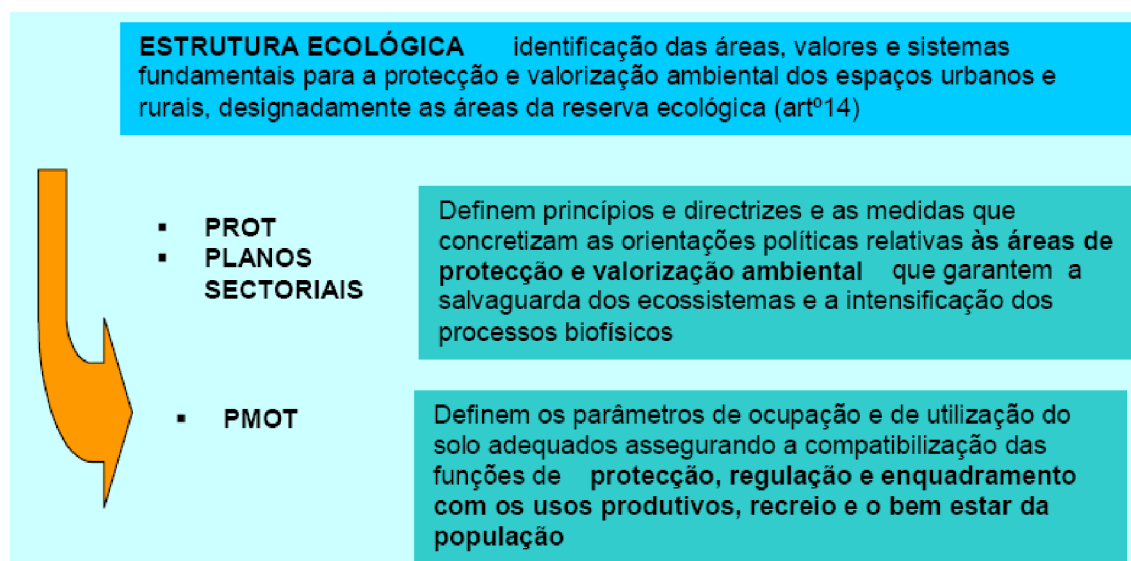 ESTRUTURA ECOLÓGICA identificação das áreas, valores e sistemas
fundamentais para a protecção e valorização ambiental dos espaços urbanos e
rurais, designadamente as áreas da reserva ecológica (artº14)
▪ PROT
▪ PLANOS
SECTORIAIS
Definem princípios e directrizes e as medidas que
concretizam as orientações políticas relativas às áreas de
protecção e valorização ambiental que garantem a
salvaguarda dos ecossistemas e a intensificação dos
processos biofísicos
▪ PMOT
Definem os parâmetros de ocupação e de utilização do
solo adequados assegurando a compatibilização das
funções de protecção, regulação e enquadramento
com os usos produtivos, recreio e o bem estar da
população